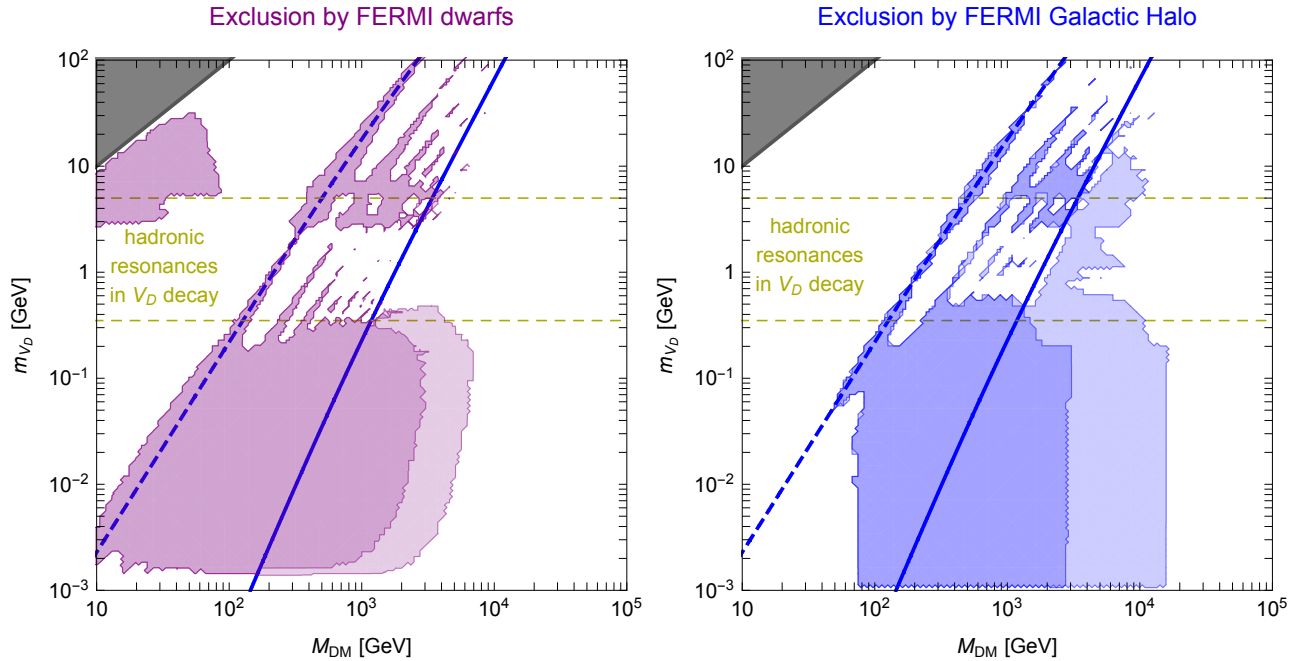 Exclusion by FERMI dwarfs
10²
10
1
10⁻¹
10⁻²
10⁻³
m_{V_D} [GeV]
hadronic
resonances
in V_D decay
10 10² 10³ 10⁴ 10⁵
M_DM [GeV]
Exclusion by FERMI Galactic Halo
10²
10
1
10⁻¹
10⁻²
10⁻³
m_{V_D} [GeV]
hadronic
resonances
in V_D decay
10 10² 10³ 10⁴ 10⁵
M_DM [GeV]